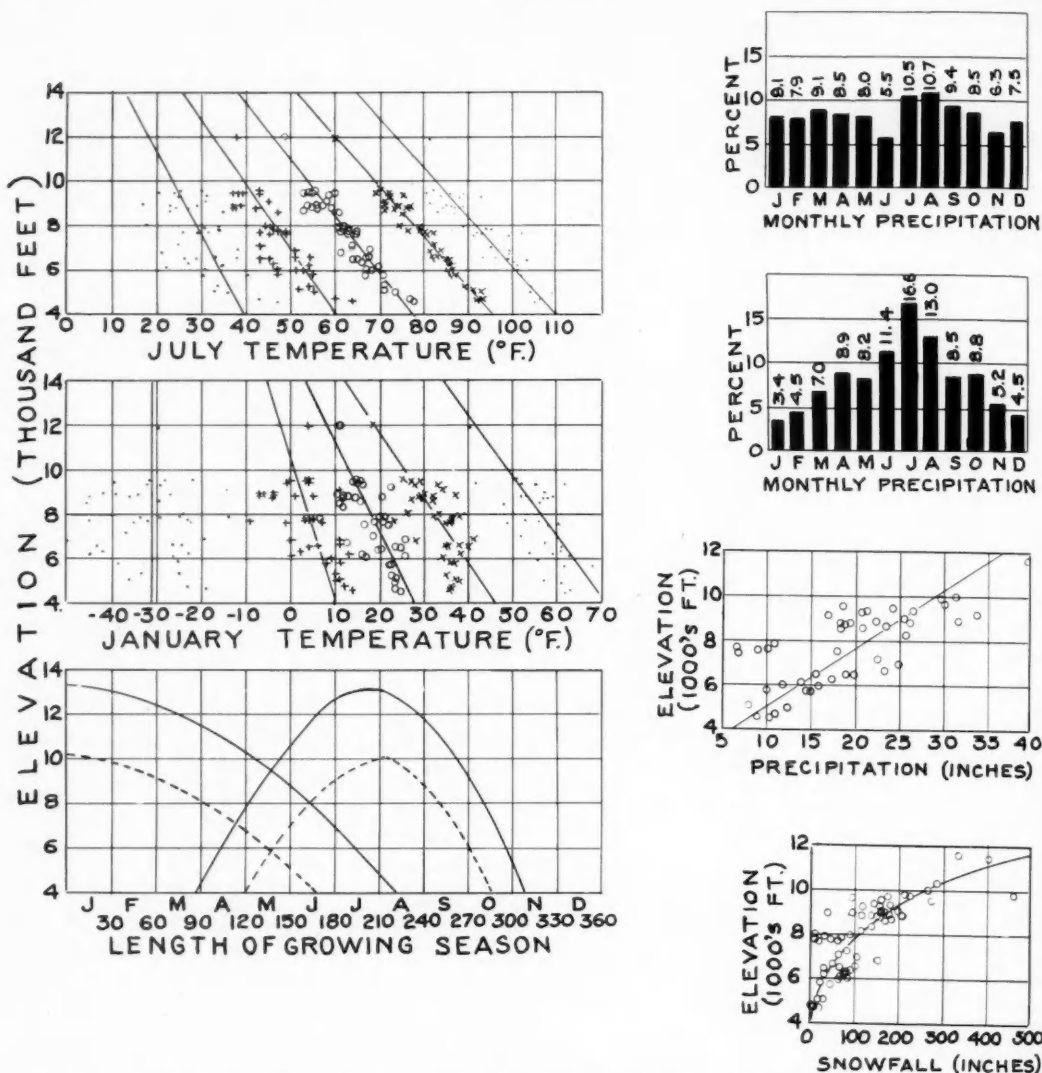 ELEVATION (THOUSAND FEET)
14
12
10
8
6
4
0 10 20 30 40 50 60 70 80 90 100 110
JULY TEMPERATURE (°F.)
14
12
10
8
6
4
-40 -30 -20 0 10 20 30 40 50 60 70
JANUARY TEMPERATURE (°F.)
14
12
10
8
6
4
J F M A M J J A S O N D
30 60 90 120 150 180 210 240 270 300 330 360
LENGTH OF GROWING SEASON
PERCENT
15
10
5
0
8.1 7.9 9.1 8.5 8.0 5.5 10.5 10.7 9.4 8.5 6.3 7.5
J F M A M J J A S O N D
MONTHLY PRECIPITATION
PERCENT
15
10
5
0
3.4 4.5 7.0 8.9 8.2 11.4 16.6 13.0 8.5 8.8 5.2 4.5
J F M A M J J A S O N D
MONTHLY PRECIPITATION
ELEVATION
(1000's FT.)
12
10
8
6
4
5 10 15 20 25 30 35 40
PRECIPITATION (INCHES)
ELEVATION
(1000's FT.)
12
10
8
6
4
0 100 200 300 400 500
SNOWFALL (INCHES)